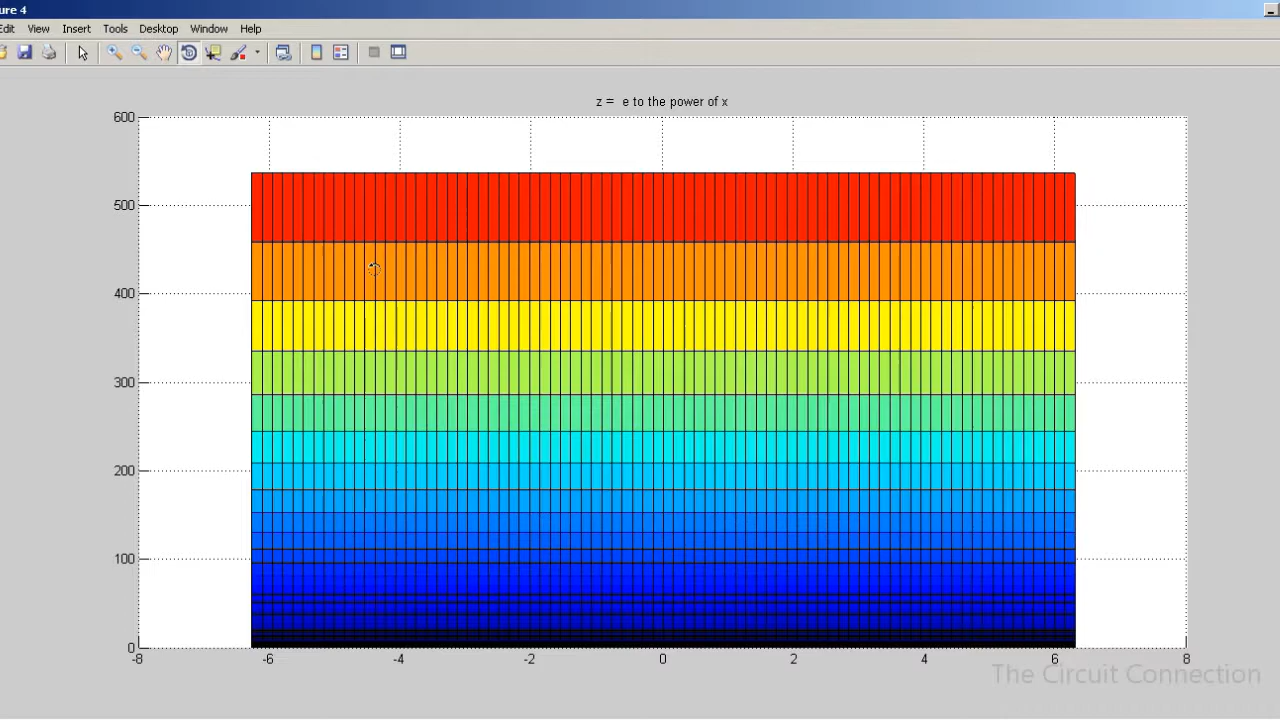 ure 4
Edit View Insert Tools Desktop Window Help
z = e to the power of x
600
500
400
300
200
100
0
-8 -6 -4 -2 0 2 4 6 8
The Circuit Connection